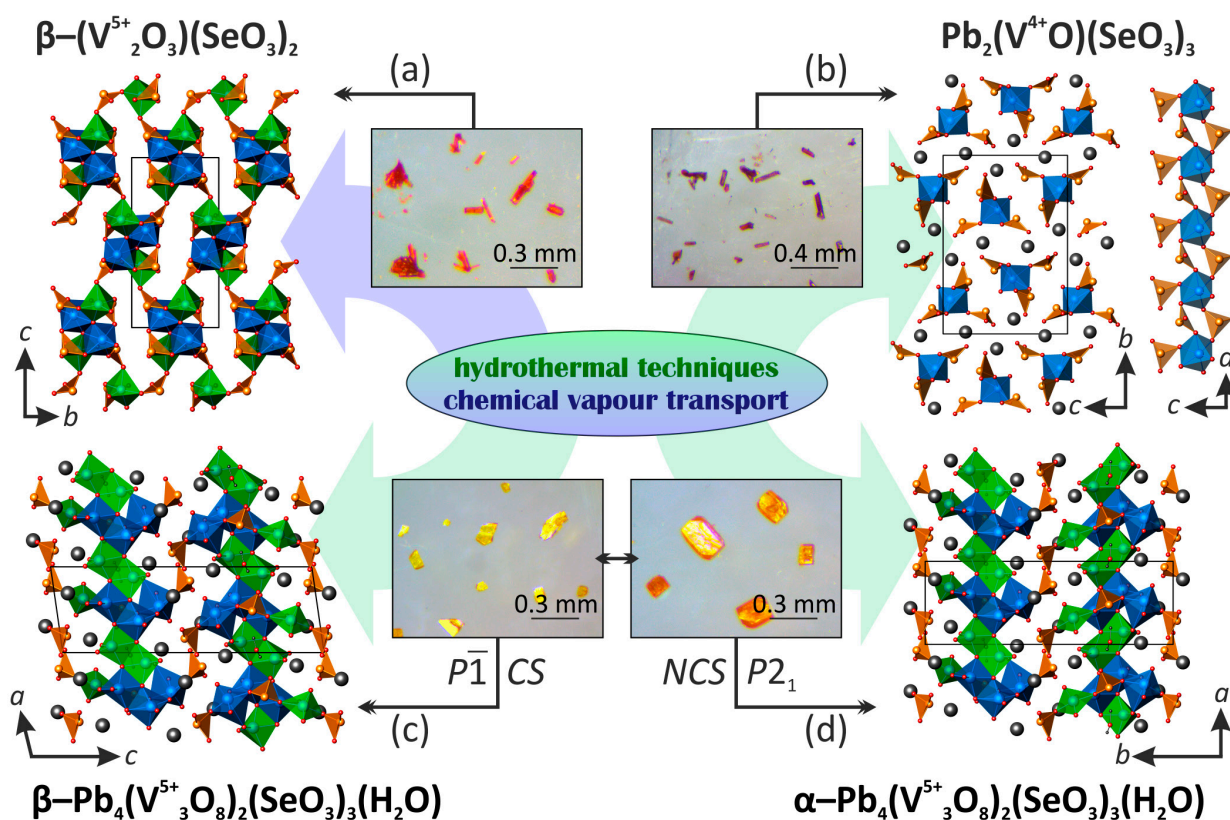 β–(V⁵⁺₂O₃)(SeO₃)₂
Pb₂(V⁴⁺O)(SeO₃)₃
(a)
(b)
0.3 mm
0.4 mm
c
b
b
c
a
c
hydrothermal techniques
chemical vapour transport
0.3 mm
0.3 mm
P1̅ CS
NCS P2₁
(c)
(d)
a
c
a
b
β–Pb₄(V⁵⁺₃O₈)₂(SeO₃)₃(H₂O)
α–Pb₄(V⁵⁺₃O₈)₂(SeO₃)₃(H₂O)